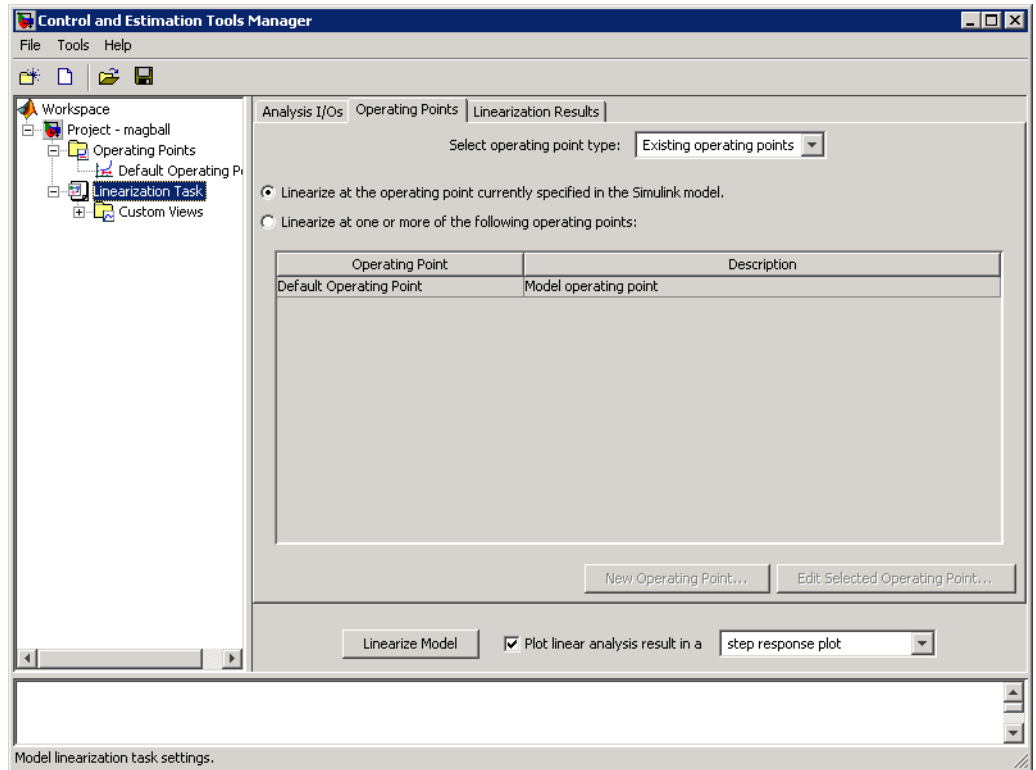 Control and Estimation Tools Manager
File Tools Help
Workspace
Project - magball
Operating Points
Default Operating P
Linearization Task
Custom Views
Analysis I/Os Operating Points Linearization Results
Select operating point type: Existing operating points
Linearize at the operating point currently specified in the Simulink model.
Linearize at one or more of the following operating points:
Operating Point Description
Default Operating Point Model operating point
New Operating Point... Edit Selected Operating Point...
Linearize Model Plot linear analysis result in a step response plot
Model linearization task settings.